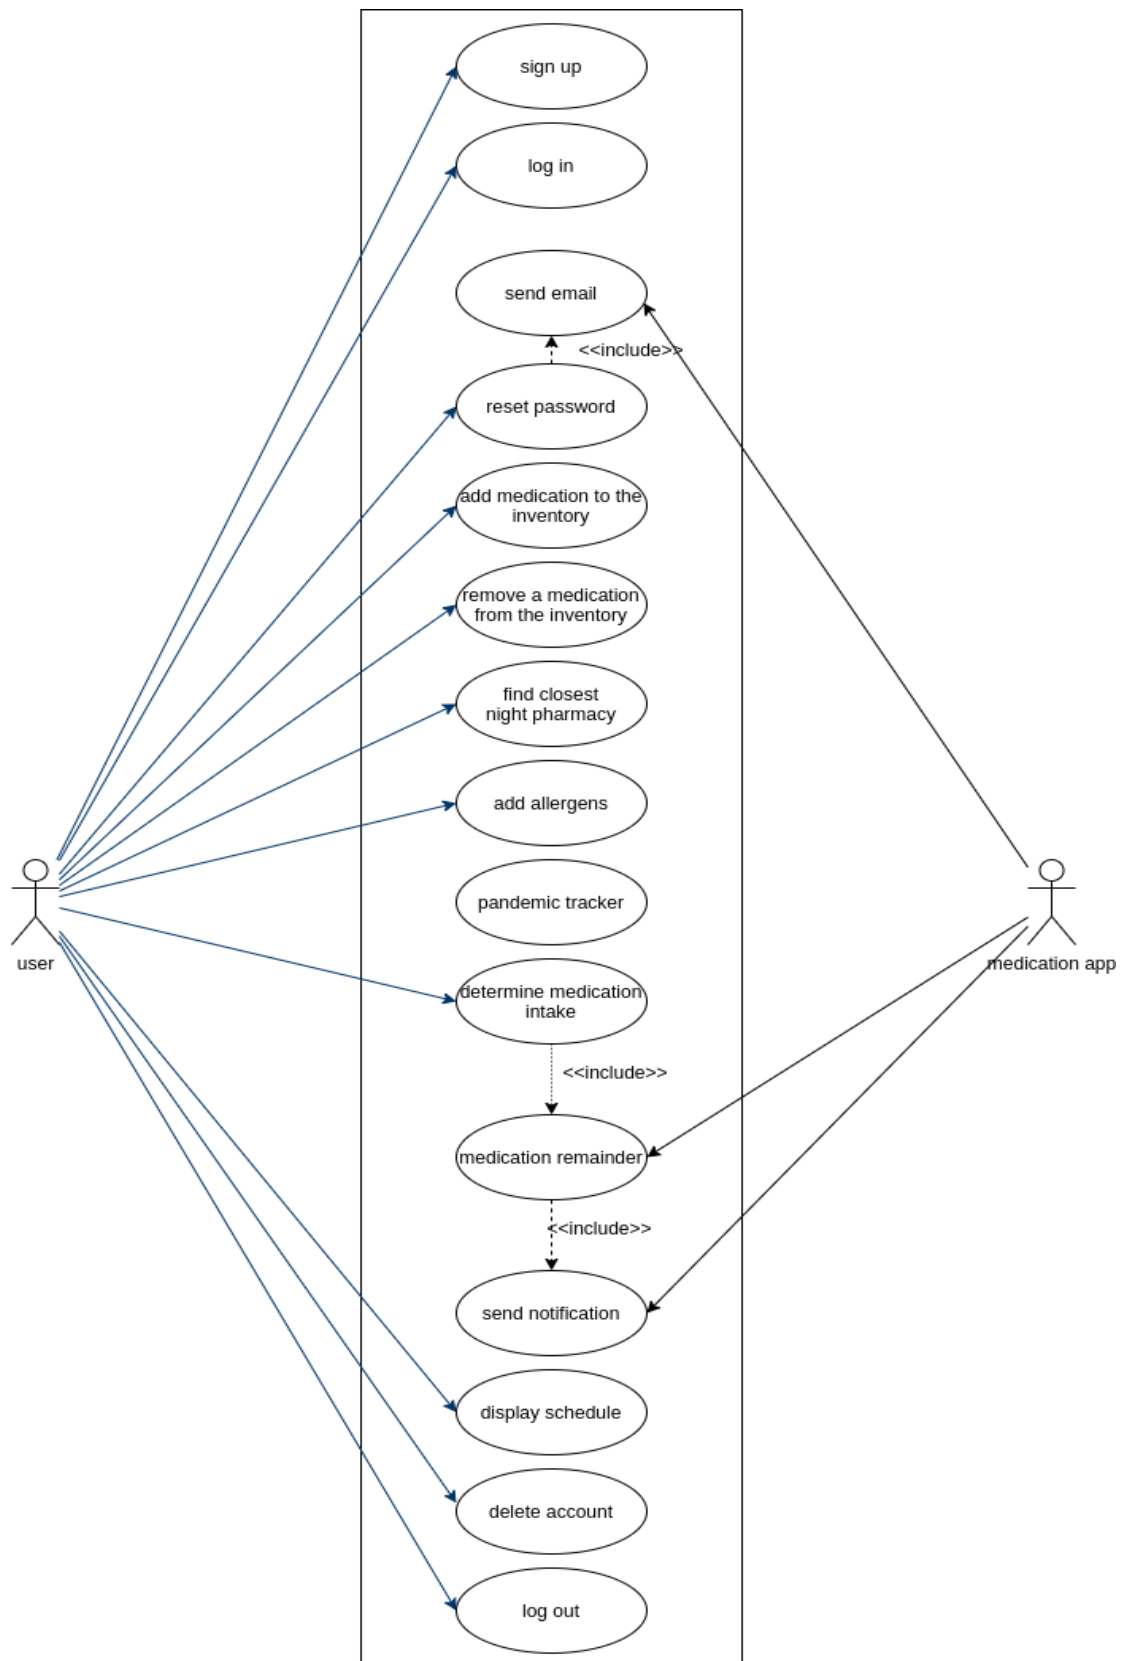 sign up
log in
send email
<<include>>
reset password
add medication to the
inventory
remove a medication
from the inventory
find closest
night pharmacy
add allergens
pandemic tracker
user
medication app
determine medication
intake
<<include>>
medication remainder
<<include>>
send notification
display schedule
delete account
log out